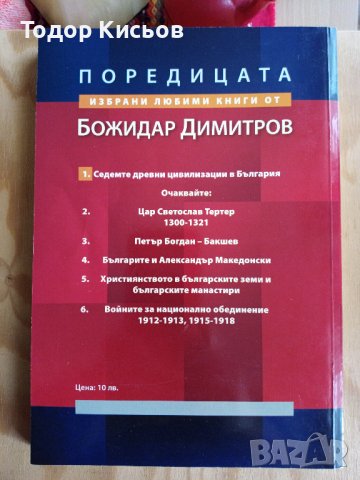 Тодор Кисьов
ПОРЕДИЦАТА
ИЗБРАНИ ЛЮБИМИ КНИГИ ОТ
БОЖИДАР ДИМИТРОВ
1. Седемте древни цивилизации в България
Очаквайте:
2. Цар Светослав Тертер
1300-1321
3. Петър Богдан – Бакшев
4. Българите и Александър Македонски
5. Християнството в българските земи и
българските манастири
6. Войните за национално обединение
1912-1913, 1915-1918
Цена: 10 лв.
BAZAR